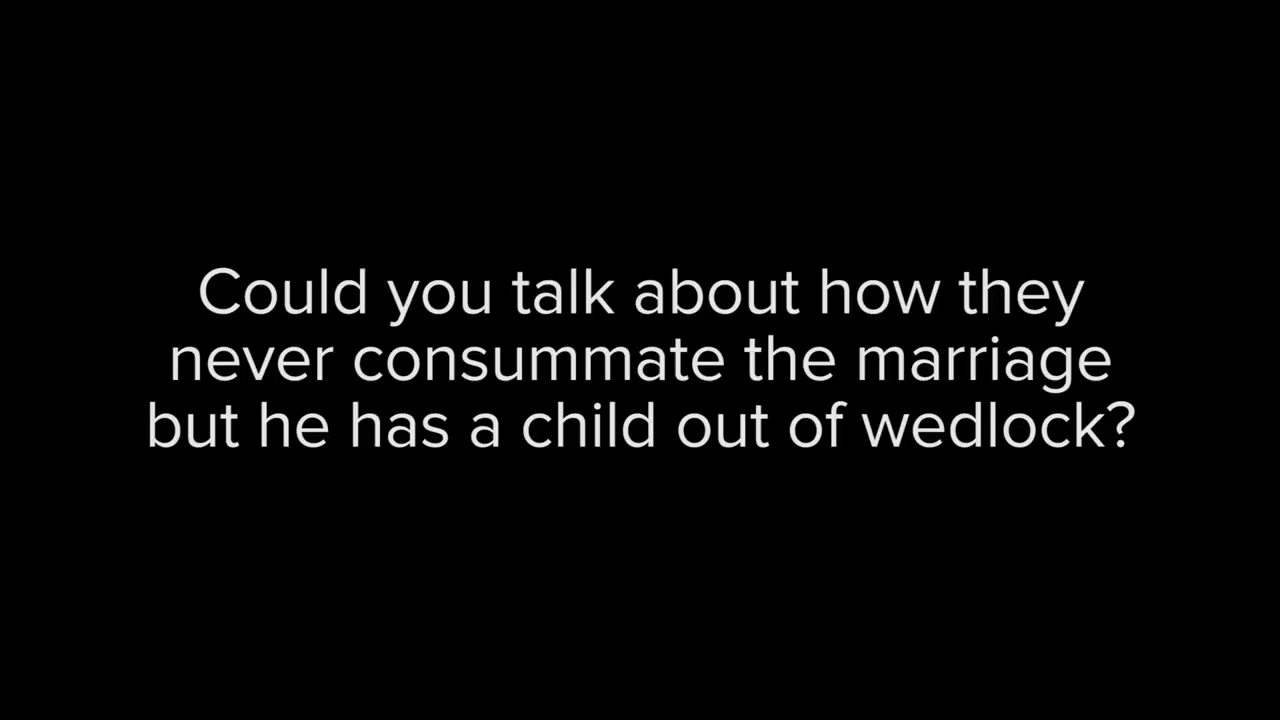 Could you talk about how they
never consummate the marriage
but he has a child out of wedlock?